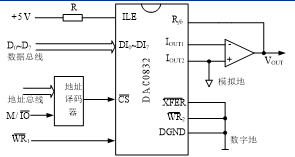 +5V R ILE
D₀~D₇ DI₀~DI₇
数据总线
地址总线
地址译码器
M/IO CS
WR₁
DAC0832
Rfb
IOUT1 -
IOUT2 +
VOUT
模拟地
XFER
WR₂
DGND
数字地